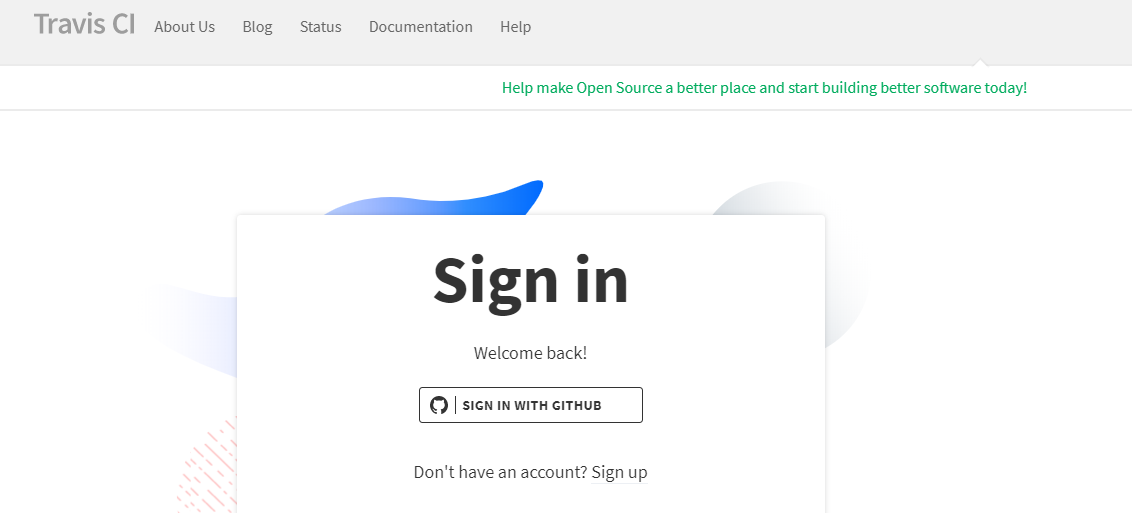 Travis CI About Us Blog Status Documentation Help
Help make Open Source a better place and start building better software today!
Sign in
Welcome back!
SIGN IN WITH GITHUB
Don't have an account? Sign up